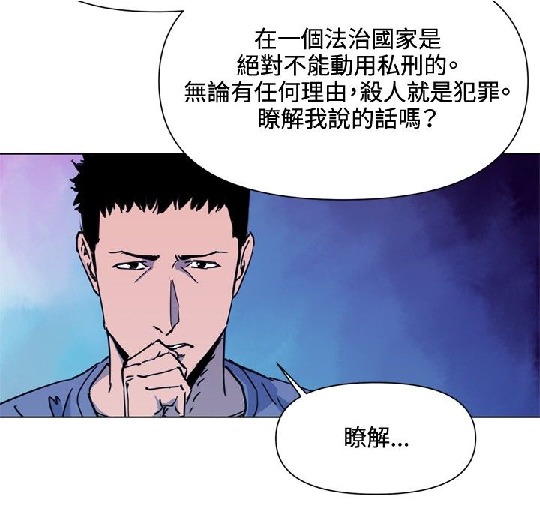 在一個法治國家是
絕對不能動用私刑的。
無論有任何理由，殺人就是犯罪。
瞭解我說的話嗎？
瞭解...